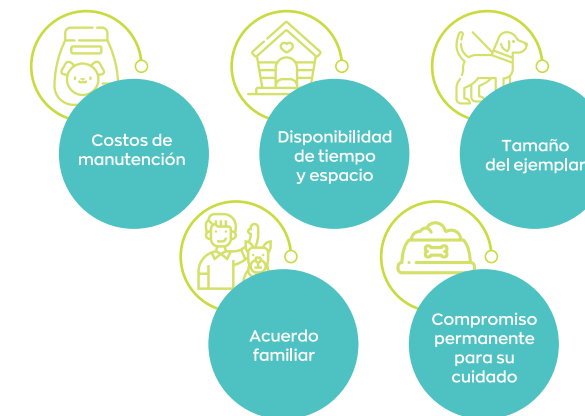 Costos de
manutención
Disponibilidad
de tiempo
y espacio
Tamaño
del ejemplar
Acuerdo
familiar
Compromiso
permanente
para su
cuidado